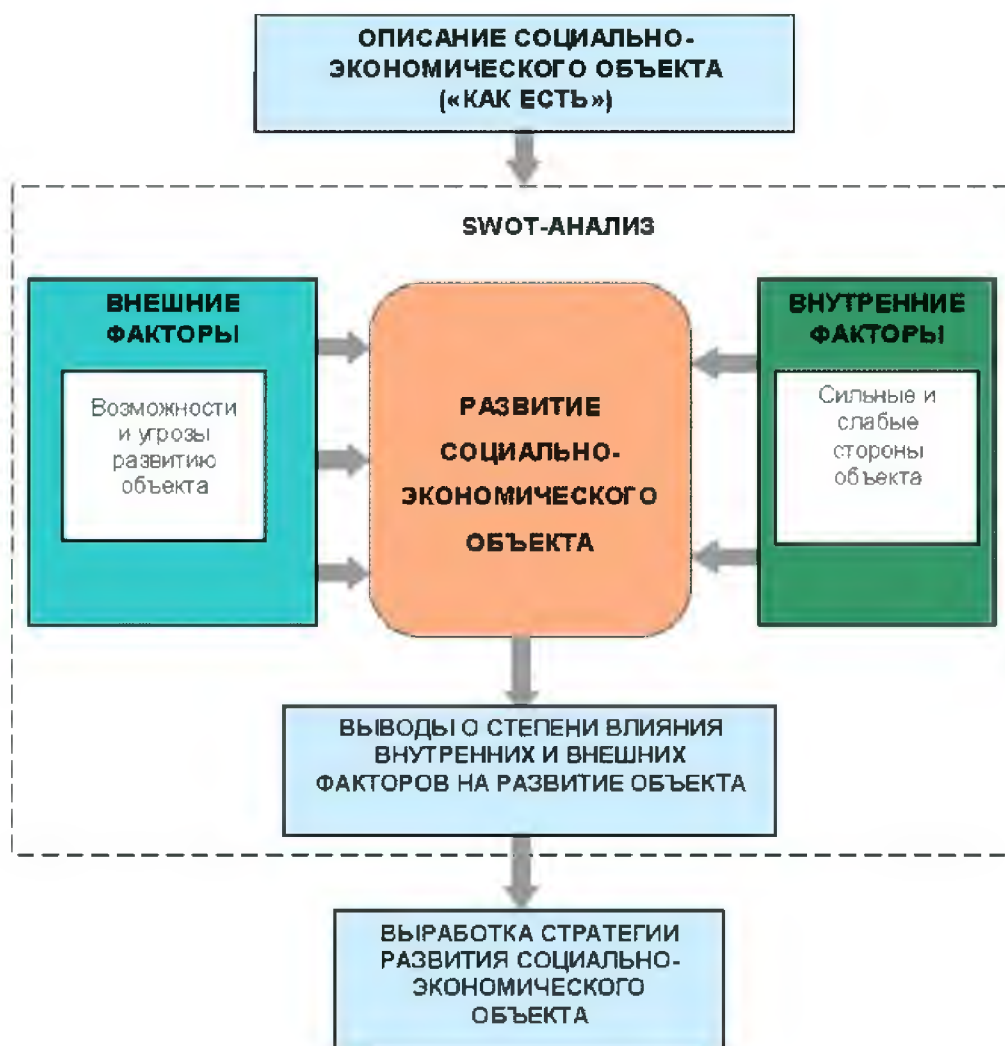 ОПИСАНИЕ СОЦИАЛЬНО-
ЭКОНОМИЧЕСКОГО ОБЪЕКТА
(«КАК ЕСТЬ»)
SWOT-АНАЛИЗ
ВНЕШНИЕ
ФАКТОРЫ
Возможности
и угрозы
развитию
объекта
РАЗВИТИЕ
СОЦИАЛЬНО-
ЭКОНОМИЧЕСКОГО
ОБЪЕКТА
ВНУТРЕННИЕ
ФАКТОРЫ
Сильные и
слабые
стороны
объекта
ВЫВОДЫ О СТЕПЕНИ ВЛИЯНИЯ
ВНУТРЕННИХ И ВНЕШНИХ
ФАКТОРОВ НА РАЗВИТИЕ ОБЪЕКТА
ВЫРАБОТКА СТРАТЕГИИ
РАЗВИТИЯ СОЦИАЛЬНО-
ЭКОНОМИЧЕСКОГО
ОБЪЕКТА